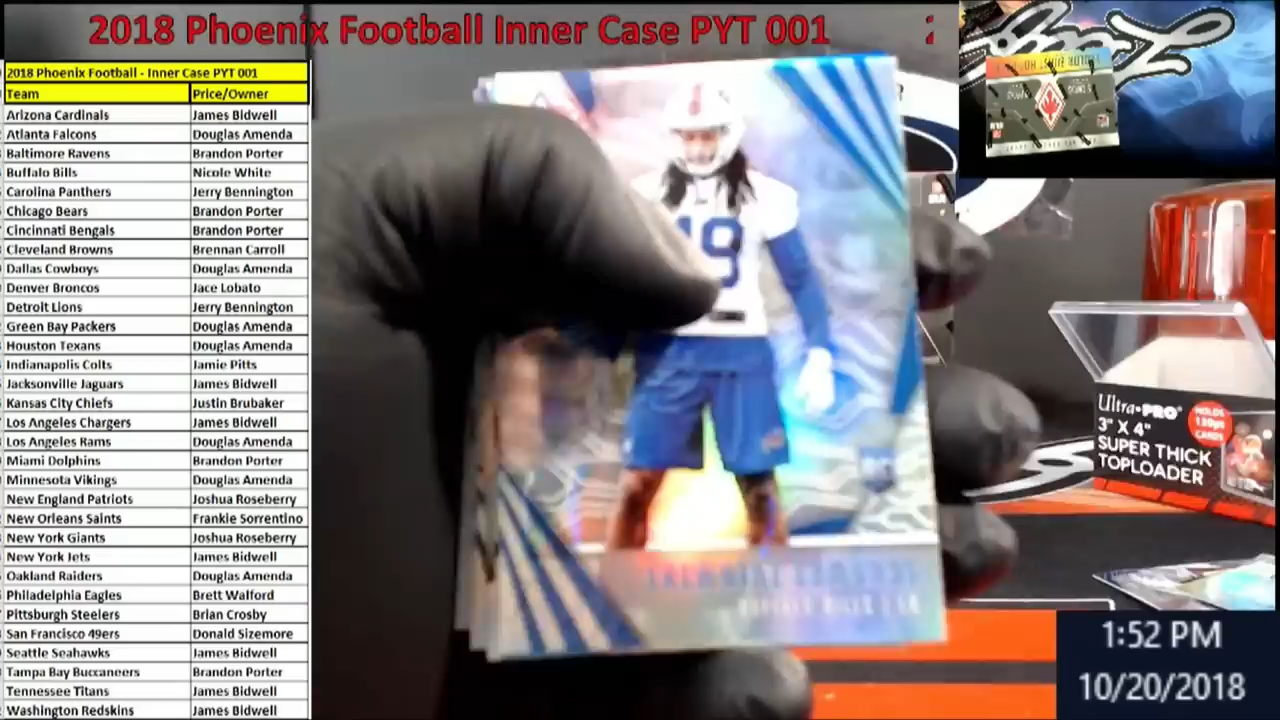 2018 Phoenix Football Inner Case PYT 001
2018 Phoenix Football - Inner Case PYT 001
Team Price/Owner
Arizona Cardinals James Bidwell
Atlanta Falcons Douglas Amenda
Baltimore Ravens Brandon Porter
Buffalo Bills Nicole White
Carolina Panthers Jerry Bennington
Chicago Bears Brandon Porter
Cincinnati Bengals Brandon Porter
Cleveland Browns Brennan Carroll
Dallas Cowboys Douglas Amenda
Denver Broncos Jace Lobato
Detroit Lions Jerry Bennington
Green Bay Packers Douglas Amenda
Houston Texans Douglas Amenda
Indianapolis Colts Jamie Pitts
Jacksonville Jaguars James Bidwell
Kansas City Chiefs Justin Brubaker
Los Angeles Chargers James Bidwell
Los Angeles Rams Douglas Amenda
Miami Dolphins Brandon Porter
Minnesota Vikings Douglas Amenda
New England Patriots Joshua Roseberry
New Orleans Saints Frankie Sorrentino
New York Giants Joshua Roseberry
New York Jets James Bidwell
Oakland Raiders Douglas Amenda
Philadelphia Eagles Brett Walford
Pittsburgh Steelers Brian Crosby
San Francisco 49ers Donald Sizemore
Seattle Seahawks James Bidwell
Tampa Bay Buccaneers Brandon Porter
Tennessee Titans James Bidwell
Washington Redskins James Bidwell
19
Ultra•PRO
3" X 4"
SUPER THICK
TOPLOADER
HOLDS
130pt
CARDS
1:52 PM
10/20/2018